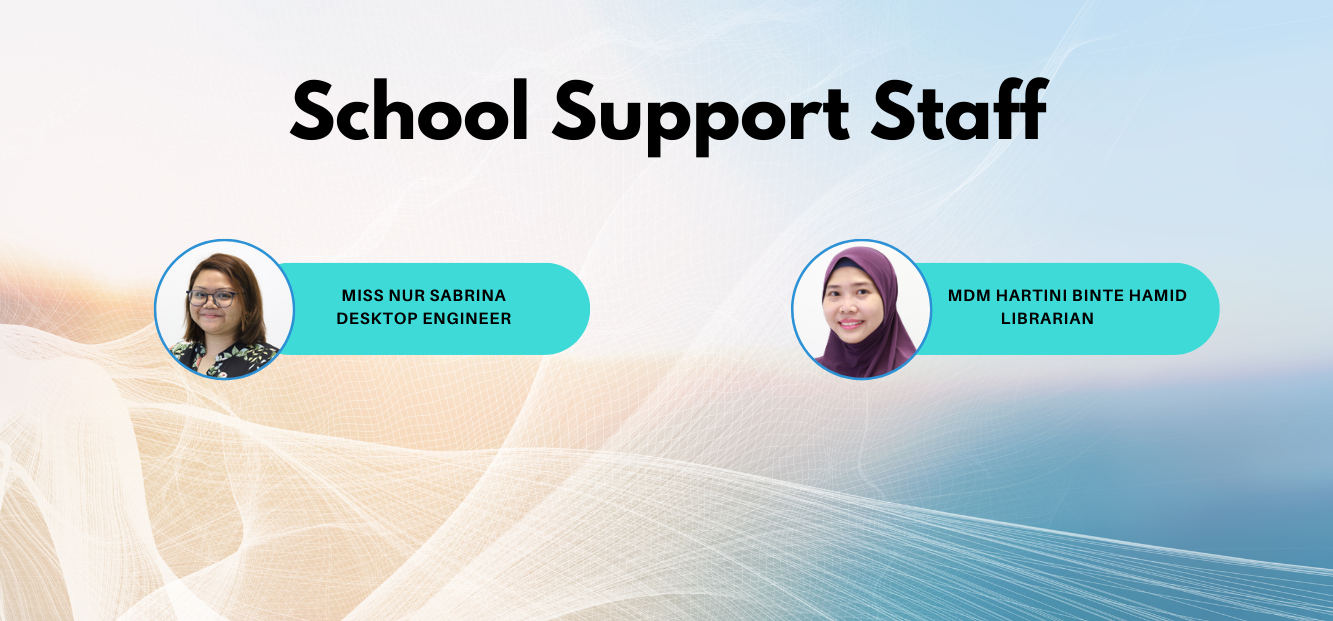 School Support Staff
MISS NUR SABRINA
DESKTOP ENGINEER
MDM HARTINI BINTE HAMID
LIBRARIAN